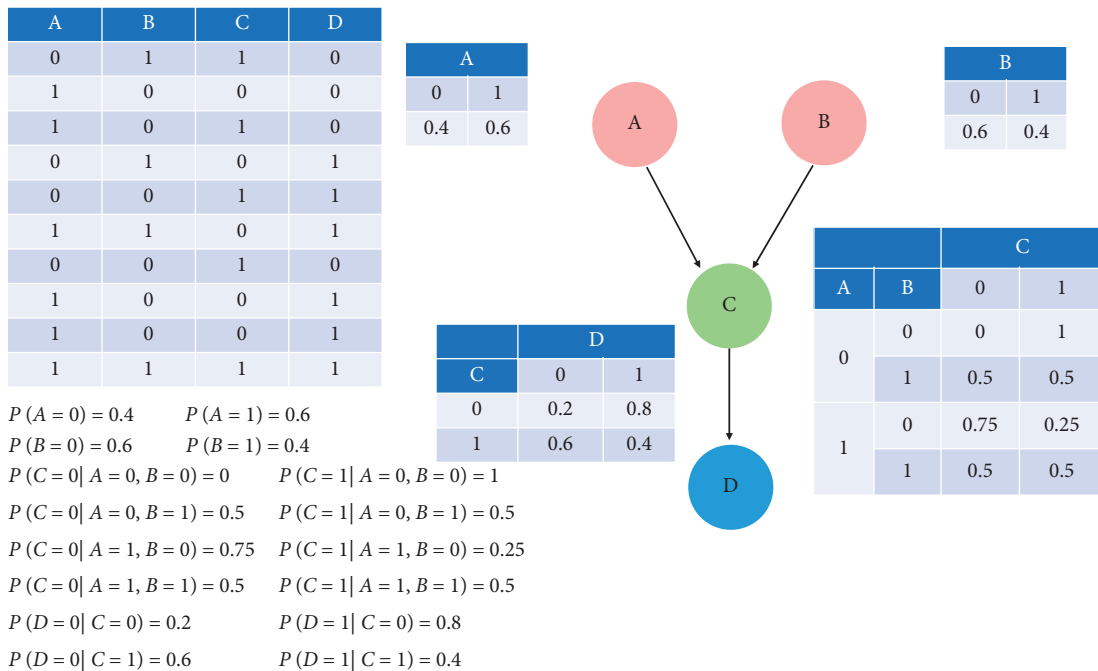 A B C D
0 1 1 0
1 0 0 0
1 0 1 0
0 1 0 1
0 0 1 1
1 1 0 1
0 0 1 0
1 0 0 1
1 0 0 1
1 1 1 1
A
0 1
0.4 0.6
A
B
B
0 1
0.6 0.4
C
D
C
A B 0 1
0 0 0 1
1 0.5 0.5
1 0 0.75 0.25
1 0.5 0.5
D
C 0 1
0 0.2 0.8
1 0.6 0.4
P (A = 0) = 0.4 P (A = 1) = 0.6
P (B = 0) = 0.6 P (B = 1) = 0.4
P (C = 0| A = 0, B = 0) = 0 P (C = 1| A = 0, B = 0) = 1
P (C = 0| A = 0, B = 1) = 0.5 P (C = 1| A = 0, B = 1) = 0.5
P (C = 0| A = 1, B = 0) = 0.75 P (C = 1| A = 1, B = 0) = 0.25
P (C = 0| A = 1, B = 1) = 0.5 P (C = 1| A = 1, B = 1) = 0.5
P (D = 0| C = 0) = 0.2 P (D = 1| C = 0) = 0.8
P (D = 0| C = 1) = 0.6 P (D = 1| C = 1) = 0.4